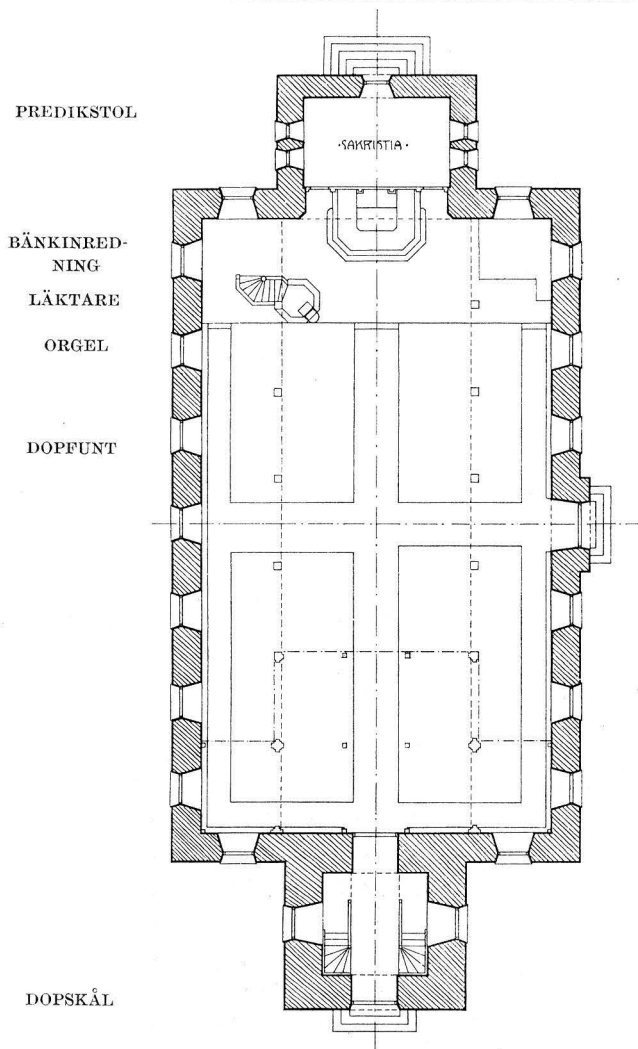 PREDIKSTOL
·SAKRISTIA·
BÄNKINRED-
NING
LÄKTARE
ORGEL
DOPFUNT
DOPSKÅL